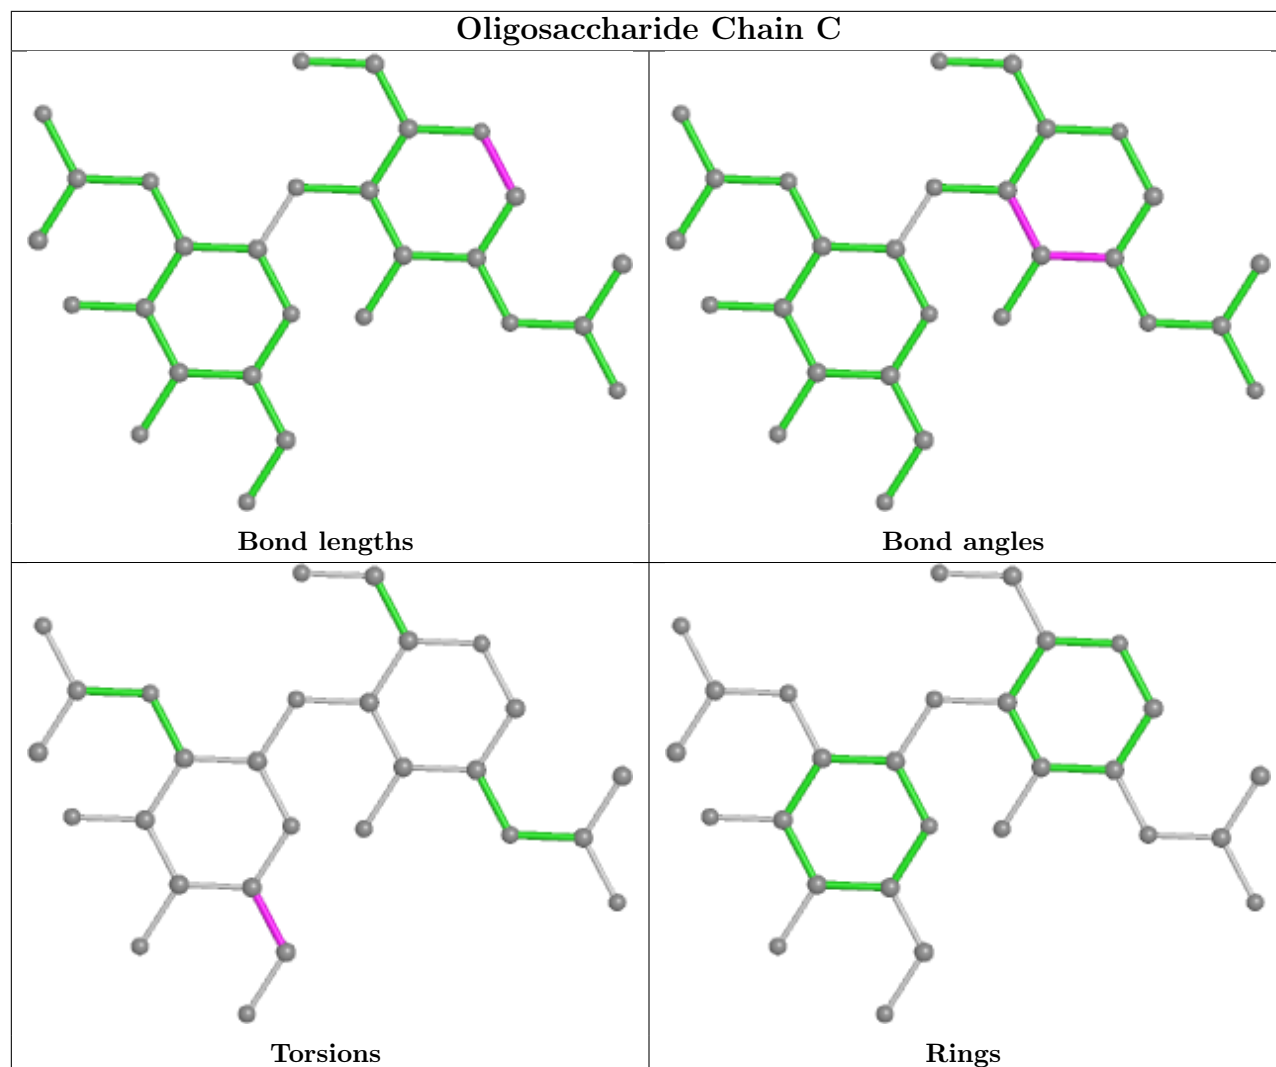 Oligosaccharide Chain C
Bond lengths
Bond angles
Torsions
Rings